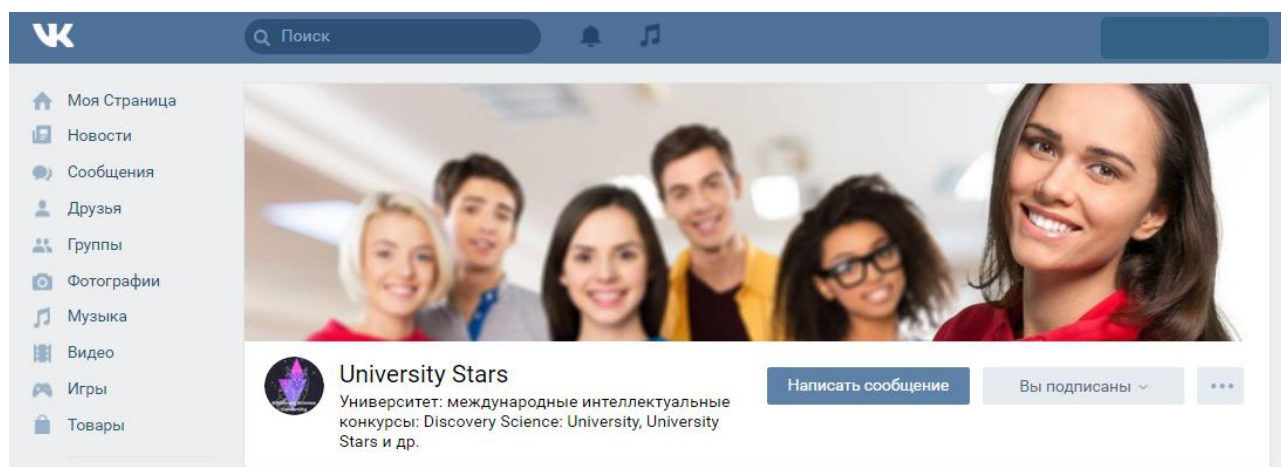 Поиск
Моя Страница
Новости
Сообщения
Друзья
Группы
Фотографии
Музыка
Видео
Игры
Товары
University Stars
Университет: международные интеллектуальные
конкурсы: Discovery Science: University, University
Stars и др.
Написать сообщение
Вы подписаны